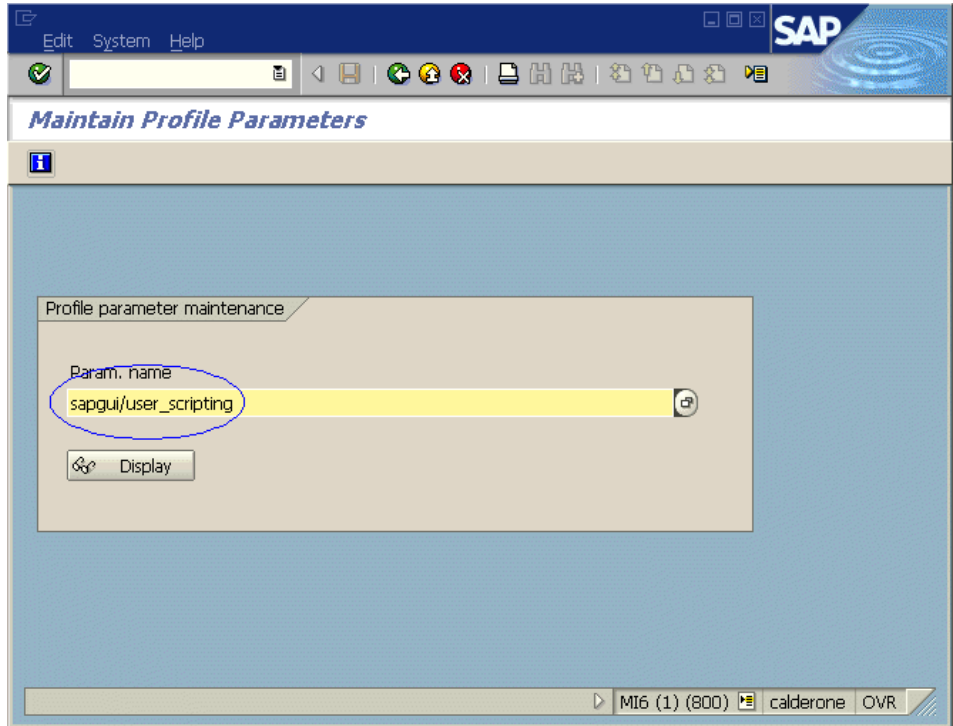 Edit System Help
SAP
Maintain Profile Parameters
Profile parameter maintenance
Param. name
sapgui/user_scripting
Display
MI6 (1) (800) calderone OVR